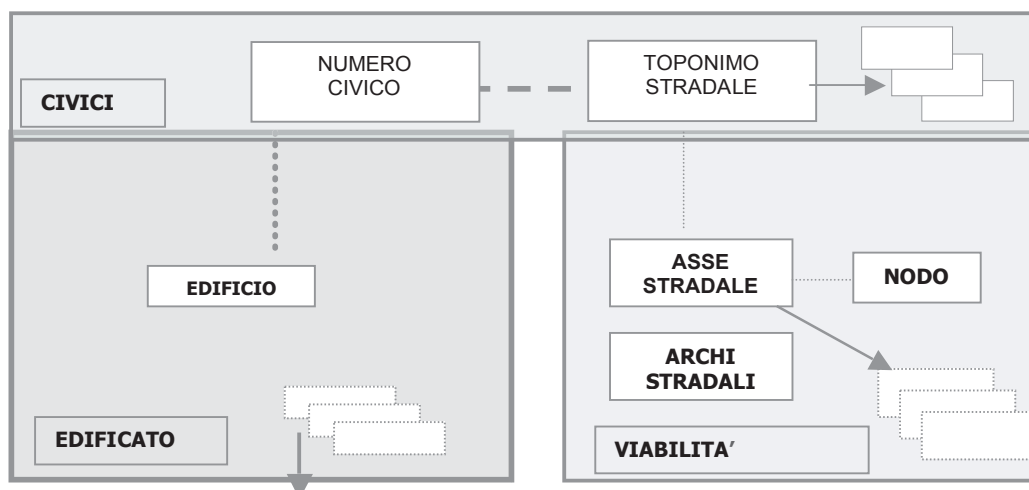 NUMERO
CIVICO
TOPONIMO
STRADALE
CIVICI
ASSE
STRADALE
NODO
EDIFICIO
ARCHI
STRADALI
EDIFICATO
VIABILITA’